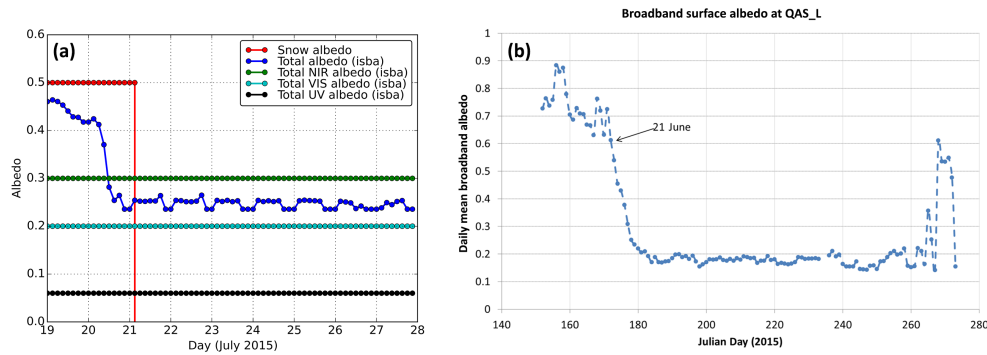 (a)
Snow albedo
Total albedo (isba)
Total NIR albedo (isba)
Total VIS albedo (isba)
Total UV albedo (isba)
Albedo
0.6
0.5
0.4
0.3
0.2
0.1
0.0
19 20 21 22 23 24 25 26 27 28
Day (July 2015)
Broadband surface albedo at QAS_L
(b)
21 June
Daily mean broadband albedo
1
0.9
0.8
0.7
0.6
0.5
0.4
0.3
0.2
0.1
0
140 160 180 200 220 240 260 280
Julian Day (2015)